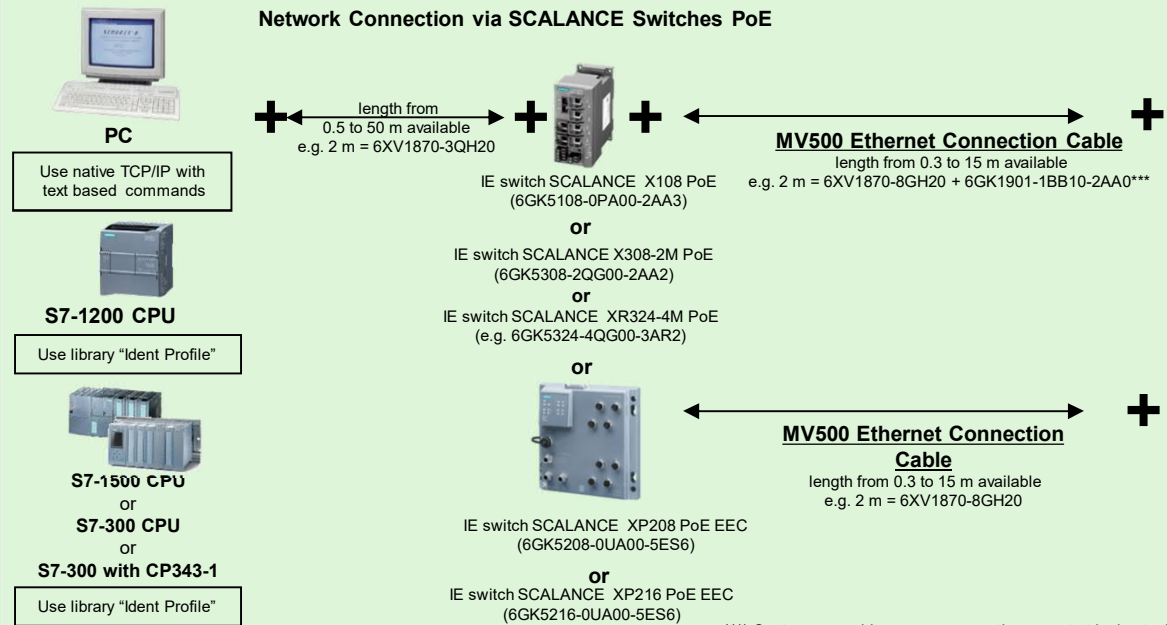 Network Connection via SCALANCE Switches PoE
PC
Use native TCP/IP with
text based commands
S7-1200 CPU
Use library “Ident Profile”
S7-1500 CPU
or
S7-300 CPU
or
S7-300 with CP343-1
Use library “Ident Profile”
+
length from
0.5 to 50 m available
e.g. 2 m = 6XV1870-3QH20
+ +
IE switch SCALANCE X108 PoE
(6GK5108-0PA00-2AA3)
or
IE switch SCALANCE X308-2M PoE
(6GK5308-2QG00-2AA2)
or
IE switch SCALANCE XR324-4M PoE
(e.g. 6GK5324-4QG00-3AR2)
or
IE switch SCALANCE XP208 PoE EEC
(6GK5208-0UA00-5ES6)
or
IE switch SCALANCE XP216 PoE EEC
(6GK5216-0UA00-5ES6)
+
MV500 Ethernet Connection Cable
length from 0.3 to 15 m available
e.g. 2 m = 6XV1870-8GH20 + 6GK1901-1BB10-2AA0***
+
MV500 Ethernet Connection
Cable
length from 0.3 to 15 m available
e.g. 2 m = 6XV1870-8GH20